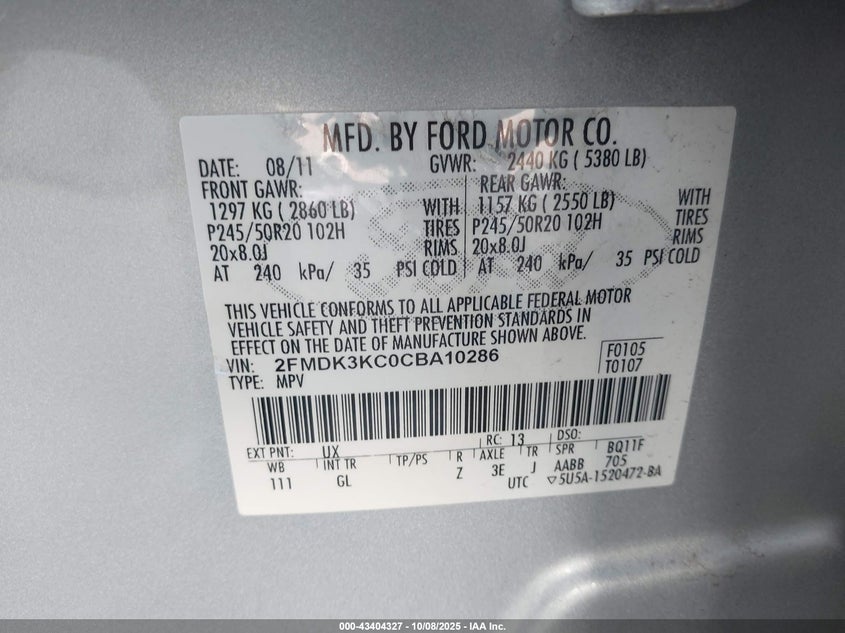 MFD. BY FORD MOTOR CO.
DATE: 08/11 GVWR: 2440 KG ( 5380 LB)
FRONT GAWR: REAR GAWR:
1297 KG ( 2860 LB) WITH 1157 KG ( 2550 LB) WITH
P245/50R20 102H TIRES P245/50R20 102H TIRES
20x8.0J RIMS 20x8.0J RIMS
AT 240 kPa/ 35 PSI COLD AT 240 kPa/ 35 PSI COLD
THIS VEHICLE CONFORMS TO ALL APPLICABLE FEDERAL MOTOR
VEHICLE SAFETY AND THEFT PREVENTION STANDARDS IN
EFFECT ON THE DATE OF MANUFACTURE SHOWN ABOVE.
VIN: 2FMDK3KC0CBA10286 F0105
TYPE: MPV T0107
EXT PNT: UX RC: 13 DSO: BQ11F
WB INT TR TP/PS R AXLE TR SPR 705
111 GL Z 3E J AABB
UTC ▽5U5A-1520472-BA
000-43404327 - 10/08/2025 - IAA Inc.